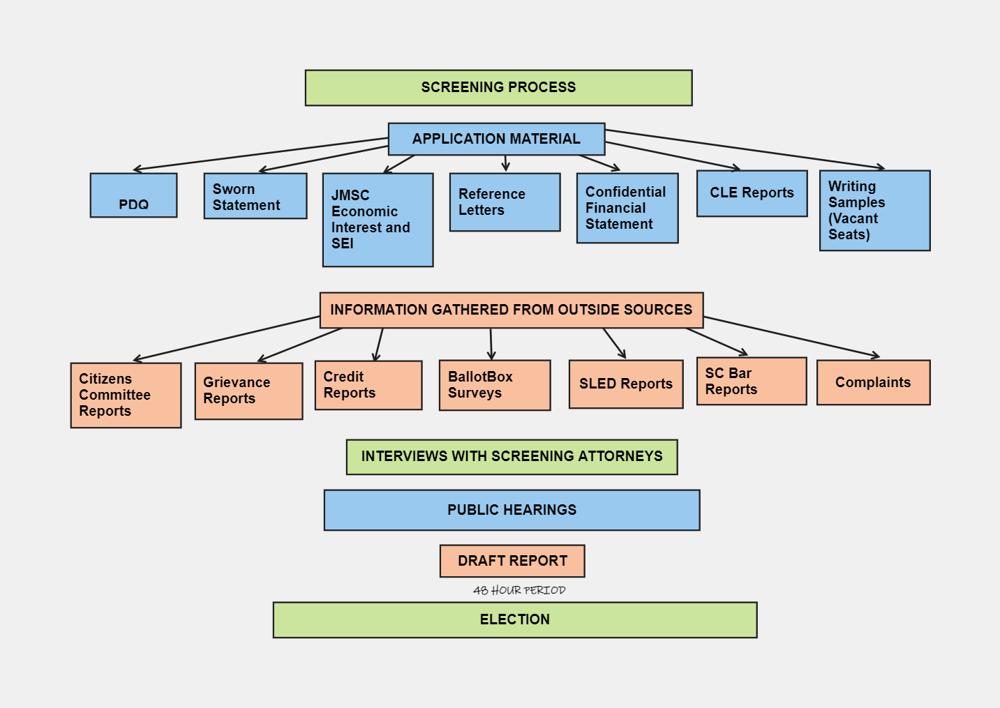 SCREENING PROCESS
APPLICATION MATERIAL
PDQ
Sworn
Statement
JMSC
Economic
Interest and
SEI
Reference
Letters
Confidential
Financial
Statement
CLE Reports
Writing
Samples
(Vacant
Seats)
INFORMATION GATHERED FROM OUTSIDE SOURCES
Citizens
Committee
Reports
Grievance
Reports
Credit
Reports
BallotBox
Surveys
SLED Reports
SC Bar
Reports
Complaints
INTERVIEWS WITH SCREENING ATTORNEYS
PUBLIC HEARINGS
DRAFT REPORT
48 HOUR PERIOD
ELECTION